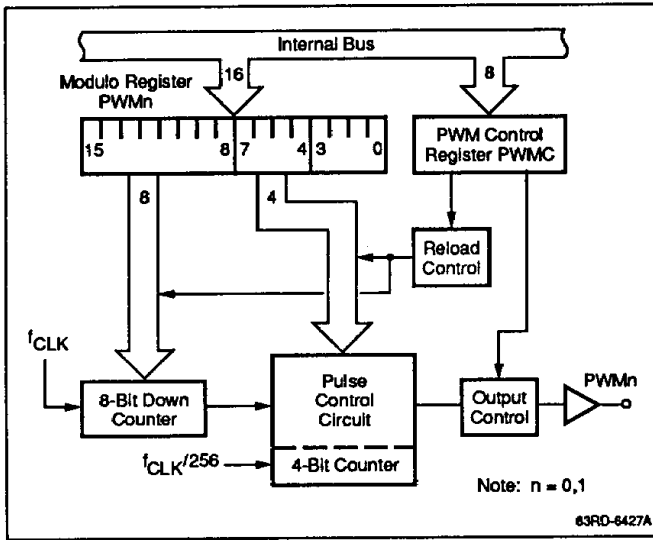 Internal Bus
16
8
Modulo Register
PWMn
15 8 7 4 3 0
PWM Control
Register PWMC
8
4
Reload
Control
fCLK
8-Bit Down
Counter
Pulse
Control
Circuit
Output
Control
PWMn
fCLK/256
4-Bit Counter
Note: n = 0,1
63RD-6427A